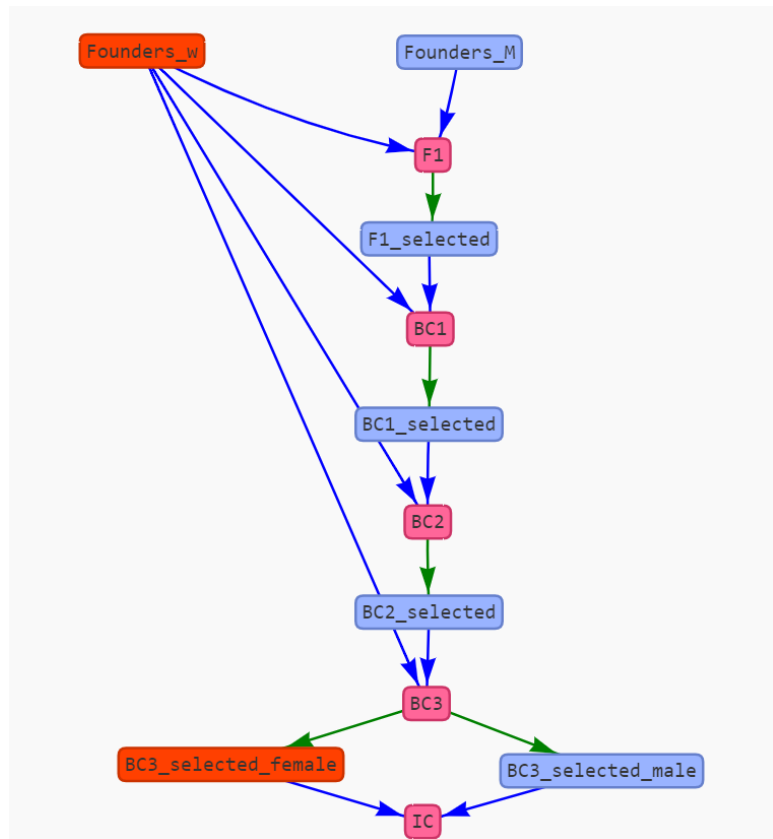 Founders_w
Founders_M
F1
F1_selected
BC1
BC1_selected
BC2
BC2_selected
BC3
BC3_selected_female
BC3_selected_male
IC